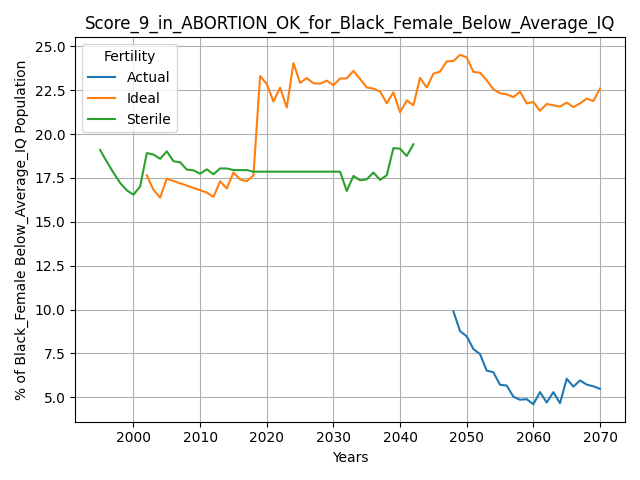 Score_9_in_ABORTION_OK_for_Black_Female_Below_Average_IQ
Fertility
Actual
Ideal
Sterile
% of Black_Female Below_Average_IQ Population
25.0
22.5
20.0
17.5
15.0
12.5
10.0
7.5
5.0
2000 2010 2020 2030 2040 2050 2060 2070
Years